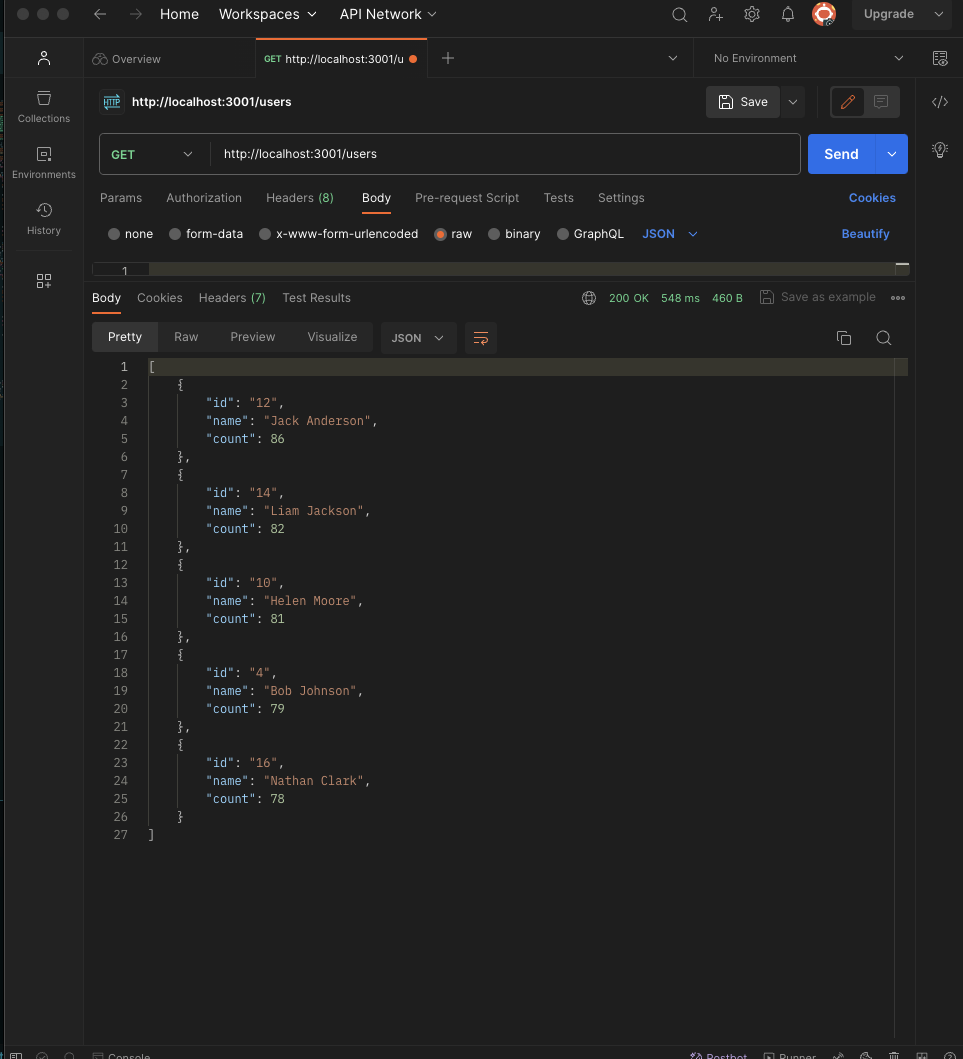 Home Workspaces API Network Upgrade
Overview GET http://localhost:3001/u No Environment
HTTP http://localhost:3001/users Save
Collections
Environments
History
GET http://localhost:3001/users Send
Params Authorization Headers (8) Body Pre-request Script Tests Settings Cookies
none form-data x-www-form-urlencoded raw binary GraphQL JSON Beautify
1
Body Cookies Headers (7) Test Results 200 OK 548 ms 460 B Save as example
Pretty Raw Preview Visualize JSON
1 [
2 {
3 "id": "12",
4 "name": "Jack Anderson",
5 "count": 86
6 },
7 {
8 "id": "14",
9 "name": "Liam Jackson",
10 "count": 82
11 },
12 {
13 "id": "10",
14 "name": "Helen Moore",
15 "count": 81
16 },
17 {
18 "id": "4",
19 "name": "Bob Johnson",
20 "count": 79
21 },
22 {
23 "id": "16",
24 "name": "Nathan Clark",
25 "count": 78
26 }
27 ]
Console Postbot Runner